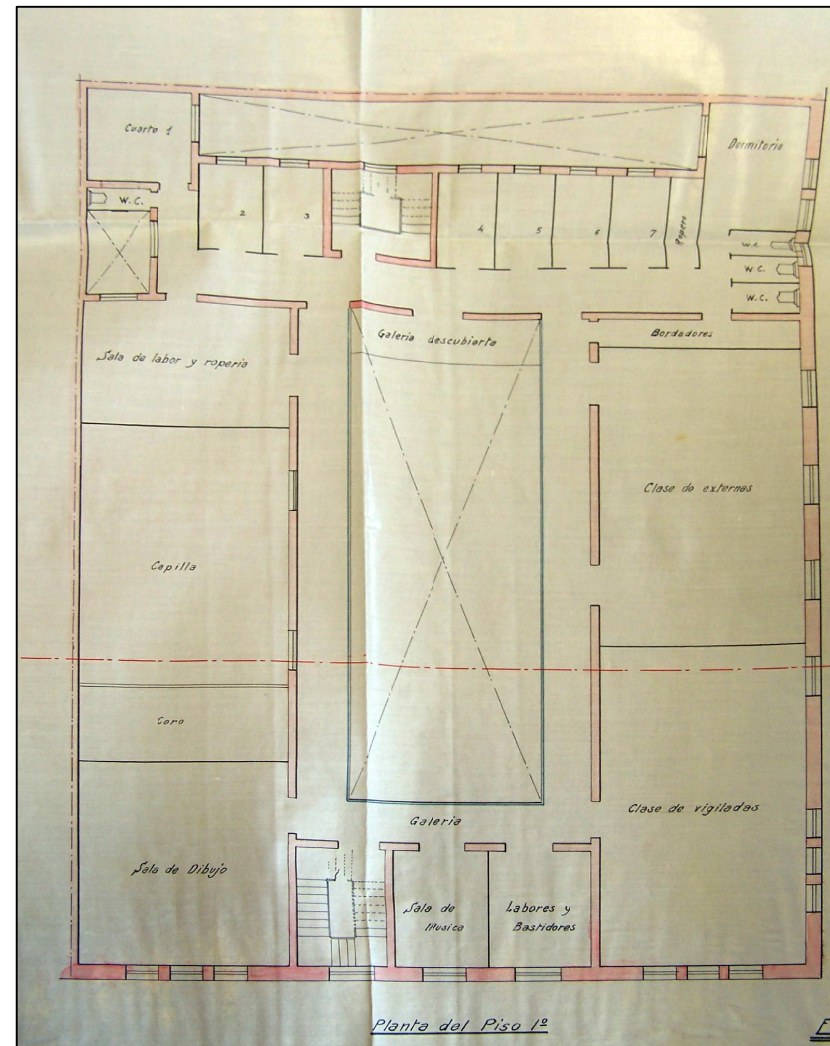 Cuarto 1
Dormitorio
W.C.
2
3
4
5
6
7
Ropero
W.C.
W.C.
W.C.
Galeria descubierta
Bordadores
Sala de labor y roperia
Clase de externas
Capilla
Coro
Clase de vigiladas
Galeria
Sala de Dibujo
Sala de
Musica
Labores y
Bastidores
Planta del Piso 1º
E